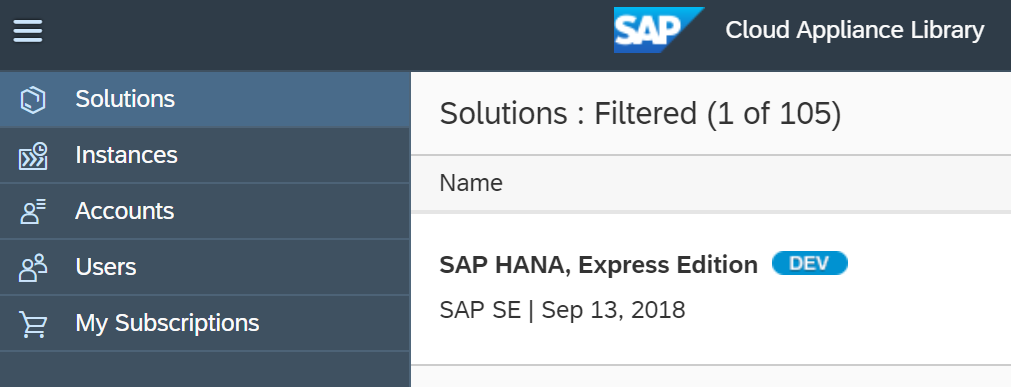 SAP Cloud Appliance Library
Solutions
Instances
Accounts
Users
My Subscriptions
Solutions : Filtered (1 of 105)
Name
SAP HANA, Express Edition DEV
SAP SE | Sep 13, 2018